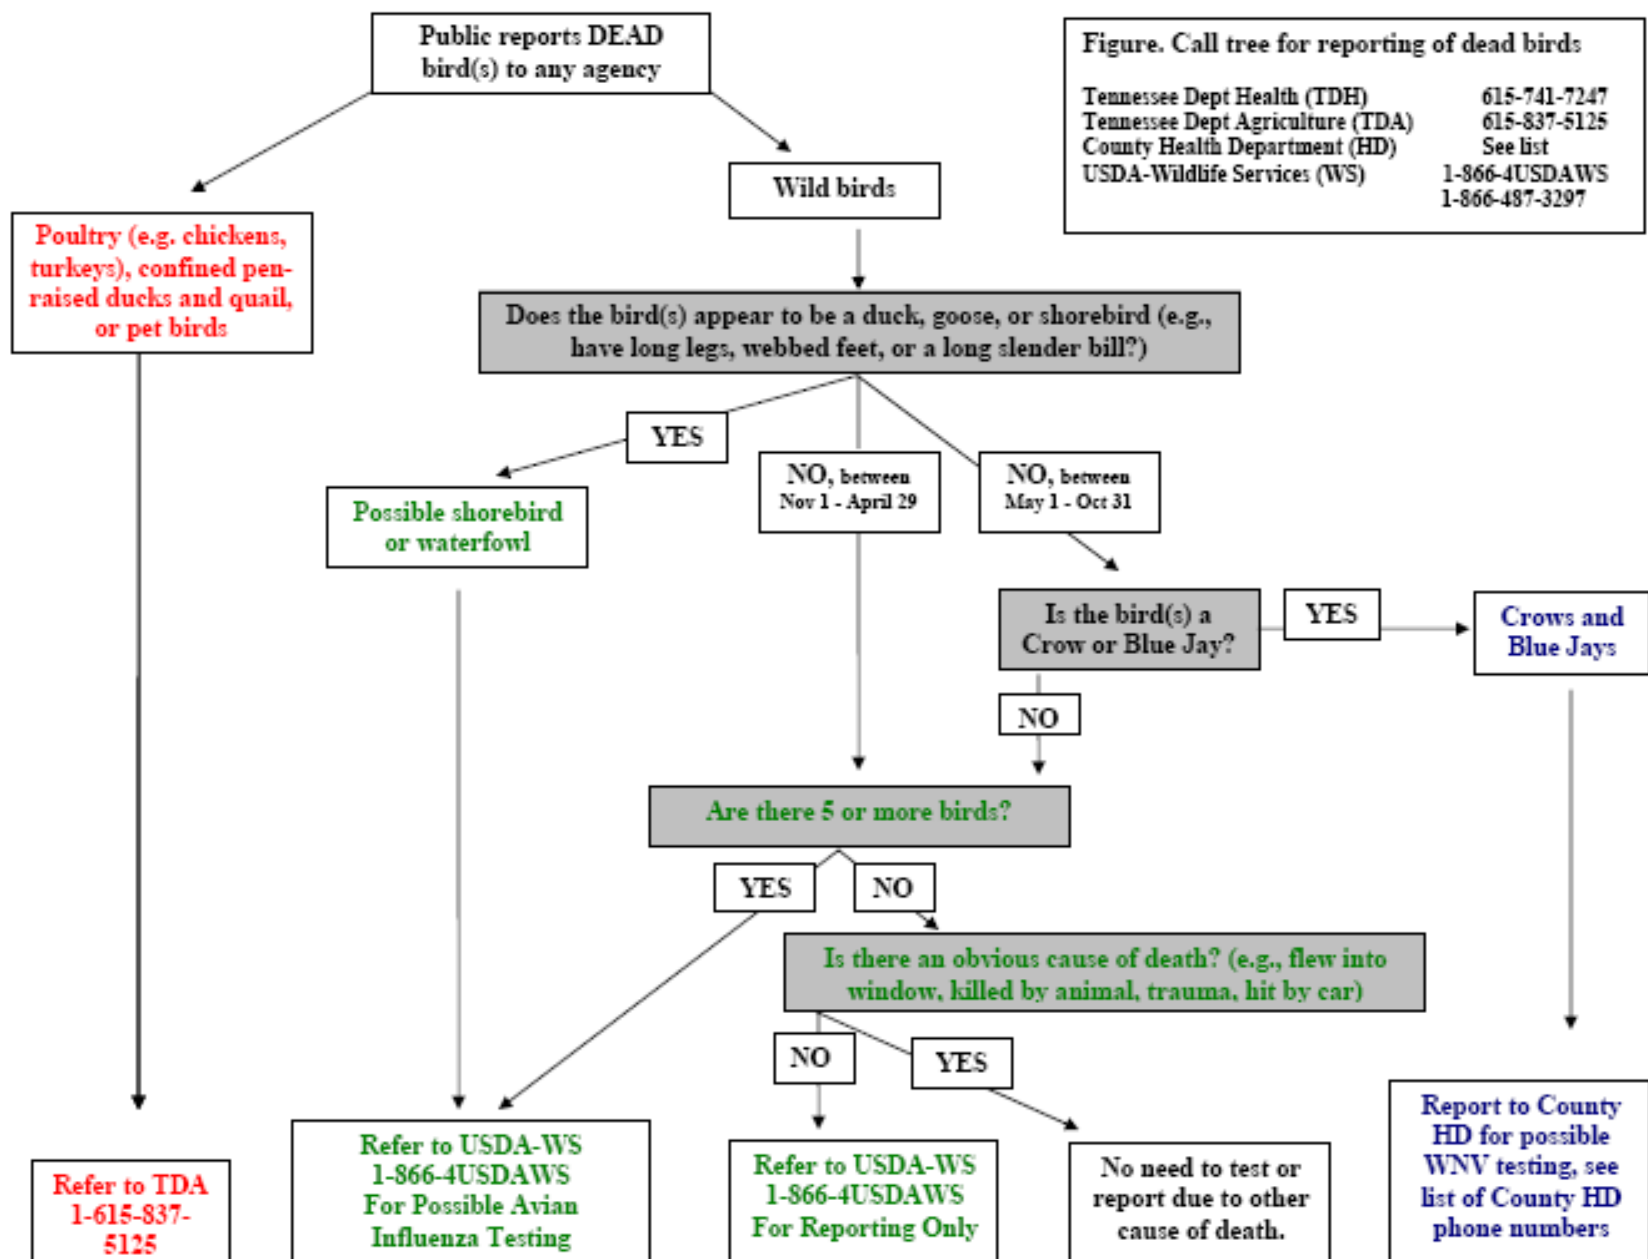 Public reports DEAD
bird(s) to any agency
Figure. Call tree for reporting of dead birds
Tennessee Dept Health (TDH) 615-741-7247
Tennessee Dept Agriculture (TDA) 615-837-5125
County Health Department (HD) See list
USDA-Wildlife Services (WS) 1-866-4USDAWS
1-866-487-3297
Wild birds
Poultry (e.g. chickens,
turkeys), confined pen-
raised ducks and quail,
or pet birds
Does the bird(s) appear to be a duck, goose, or shorebird (e.g.,
have long legs, webbed feet, or a long slender bill?)
YES
NO, between
Nov 1 - April 29
NO, between
May 1 - Oct 31
Possible shorebird
or waterfowl
Is the bird(s) a
Crow or Blue Jay?
YES
Crows and
Blue Jays
NO
Are there 5 or more birds?
YES
NO
Is there an obvious cause of death? (e.g., flew into
window, killed by animal, trauma, hit by car)
NO
YES
Refer to TDA
1-615-837-
5125
Refer to USDA-WS
1-866-4USDAWS
For Possible Avian
Influenza Testing
Refer to USDA-WS
1-866-4USDAWS
For Reporting Only
No need to test or
report due to other
cause of death.
Report to County
HD for possible
WNV testing, see
list of County HD
phone numbers